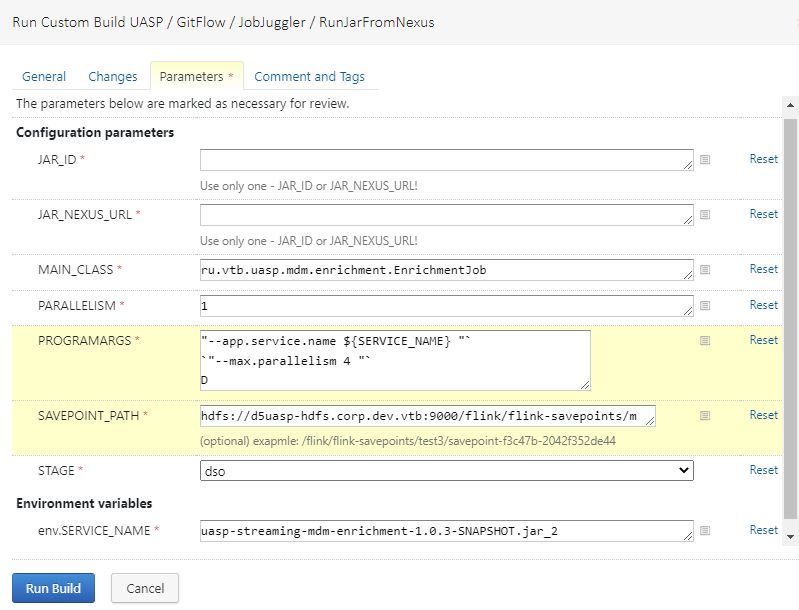 Run Custom Build UASP / GitFlow / JobJuggler / RunJarFromNexus
General Changes Parameters * Comment and Tags
The parameters below are marked as necessary for review.
Configuration parameters
JAR_ID * Reset
Use only one - JAR_ID or JAR_NEXUS_URL!
JAR_NEXUS_URL * Reset
Use only one - JAR_ID or JAR_NEXUS_URL!
MAIN_CLASS * ru.vtb.uasp.mdm.enrichment.EnrichmentJob Reset
PARALLELISM * 1 Reset
PROGRAMARGS * "--app.service.name ${SERVICE_NAME} "` Reset
`"--max.parallelism 4 "`
D
SAVEPOINT_PATH * hdfs://d5uasp-hdfs.corp.dev.vtb:9000/flink/flink-savepoints/m Reset
(optional) exapmle: /flink/flink-savepoints/test3/savepoint-f3c47b-2042f352de44
STAGE * dso Reset
Environment variables
env.SERVICE_NAME * uasp-streaming-mdm-enrichment-1.0.3-SNAPSHOT.jar_2 Reset
Run Build Cancel